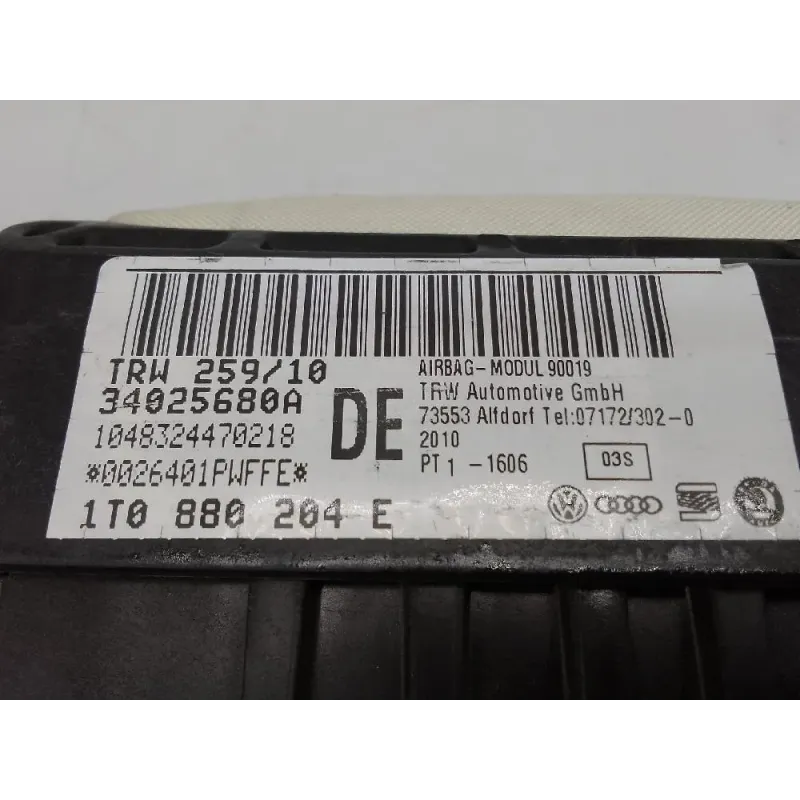 TRW 259/10
34025680A
1048324470218
*0026401PWFFE*
1T0 880 204 E
DE
AIRBAG-MODUL 90019
TRW Automotive GmbH
73553 Alfdorf Tel:07172/302-0
2010
PT 1 -1606
03S